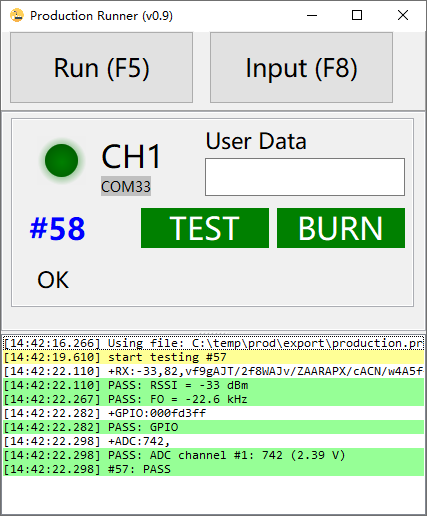 Production Runner (v0.9)
Run (F5)
Input (F8)
CH1
COM33
User Data
#58
TEST
BURN
OK
[14:42:16.266] Using file: C:\temp\prod\export\production.pr
[14:42:19.610] start testing #57
[14:42:22.110] +RX:-33,82,vf9gAJT/2f8WAJv/ZAARAPX/cACN/w4A5f
[14:42:22.110] PASS: RSSI = -33 dBm
[14:42:22.267] PASS: FO = -22.6 kHz
[14:42:22.282] +GPIO:000fd3ff
[14:42:22.282] PASS: GPIO
[14:42:22.298] +ADC:742,
[14:42:22.298] PASS: ADC channel #1: 742 (2.39 V)
[14:42:22.298] #57: PASS